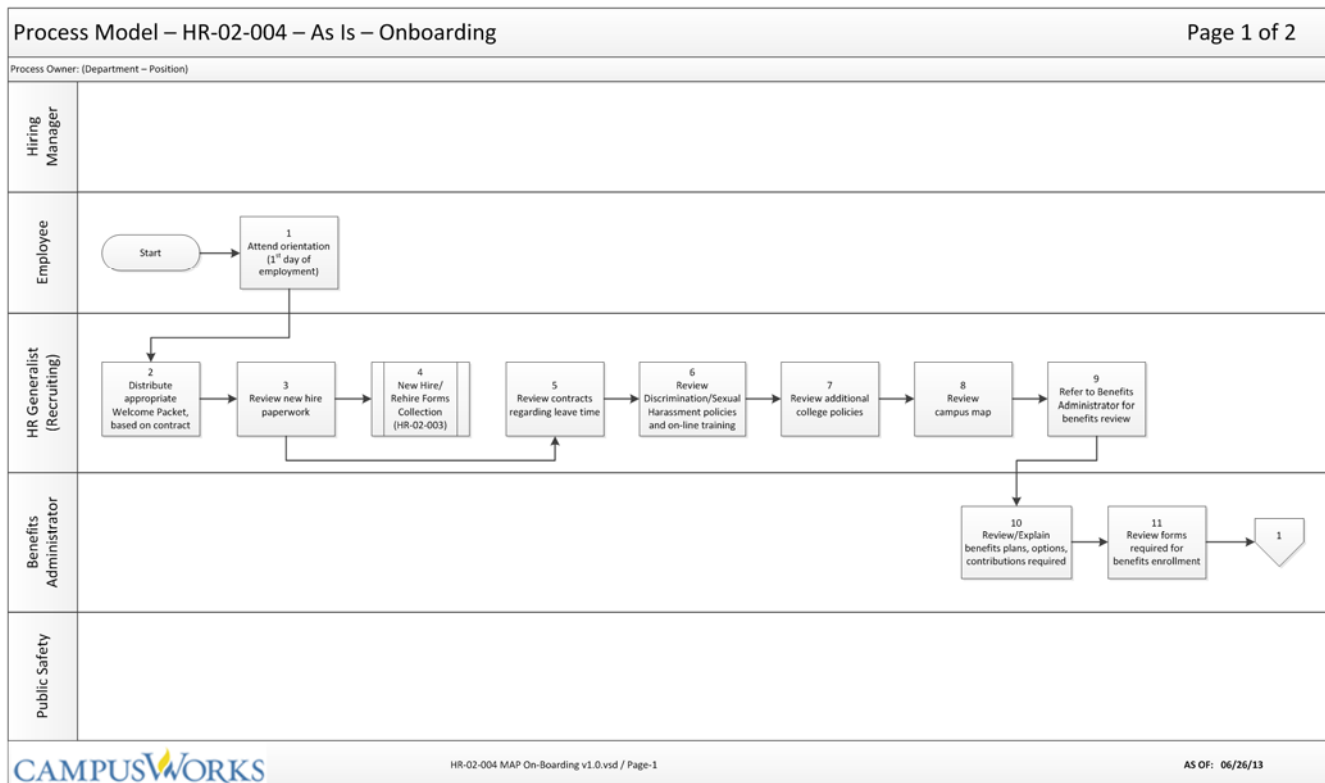 Process Model – HR-02-004 – As Is – Onboarding
Page 1 of 2
Process Owner: (Department – Position)
Hiring
Manager
Employee
Start
1
Attend orientation
(1st day of
employment)
HR Generalist
(Recruiting)
2
Distribute
appropriate
Welcome Packet,
based on contract
3
Review new hire
paperwork
4
New Hire/
Rehire Forms
Collection
(HR-02-003)
5
Review contracts
regarding leave time
6
Review
Discrimination/Sexual
Harassment policies
and on-line training
7
Review additional
college policies
8
Review
campus map
9
Refer to Benefits
Administrator for
benefits review
Benefits
Administrator
10
Review/Explain
benefits plans, options,
contributions required
11
Review forms
required for
benefits enrollment
1
Public Safety
CAMPUSWORKS
HR-02-004 MAP On-Boarding v1.0.vsd / Page-1
AS OF: 06/26/13